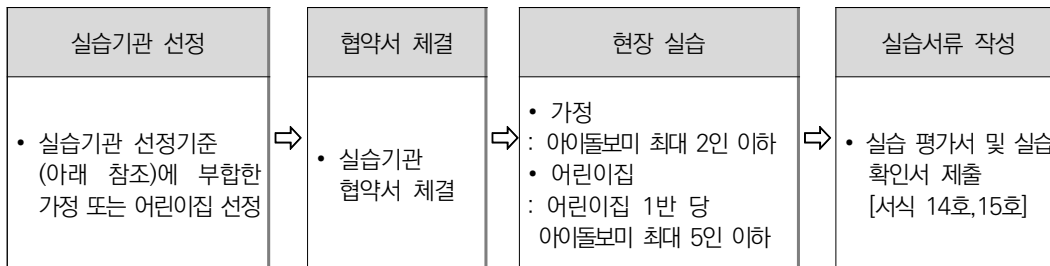 실습기관 선정
• 실습기관 선정기준
(아래 참조)에 부합한
가정 또는 어린이집 선정
협약서 체결
• 실습기관
협약서 체결
현장 실습
• 가정
: 아이돌보미 최대 2인 이하
• 어린이집
: 어린이집 1반 당
아이돌보미 최대 5인 이하
실습서류 작성
• 실습 평가서 및 실습
확인서 제출
[서식 14호,15호]